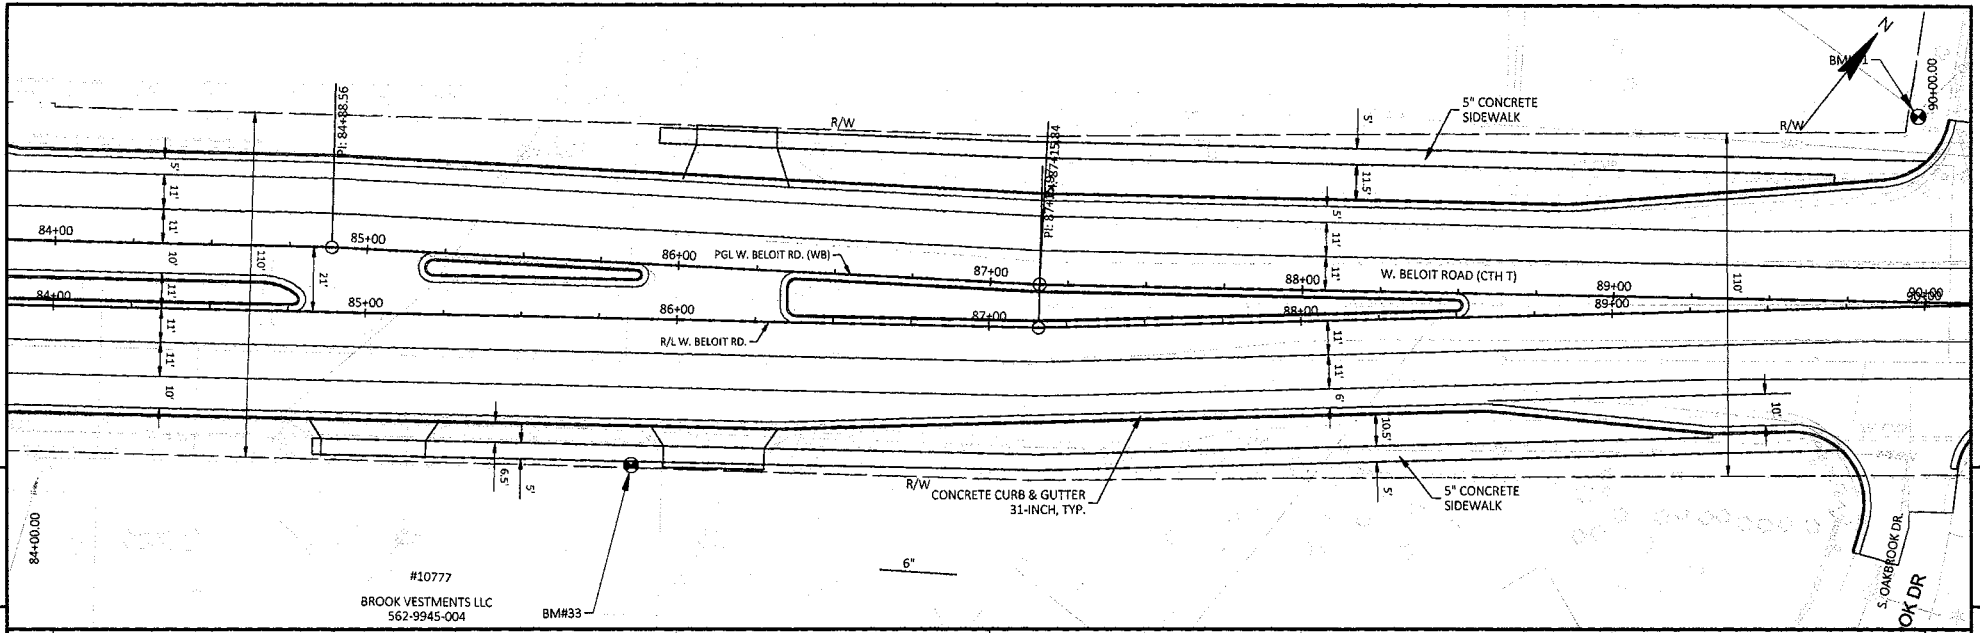 N
90+00.00
5" CONCRETE
SIDEWALK
R/W
R/W
PI: 84+88.56
5'
11.5'
5'
11'
11'
10'
11'
11'
11'
10'
110'
21'
84+00
85+00
86+00
87+00
88+00
89+00
90+00
PGL W. BELOIT RD. (WB)
W. BELOIT ROAD (CTH T)
5'
11'
11'
110'
84+00
85+00
86+00
87+00
88+00
89+00
R/L W. BELOIT RD.
11'
11'
6'
10'
10.5'
6.5'
5'
5'
R/W
CONCRETE CURB & GUTTER
31-INCH, TYP.
5" CONCRETE
SIDEWALK
84+00.00
#10777
BROOK VESTMENTS LLC
562-9945-004
BM#33
6"
S. OAKBROOK DR.
OK DR